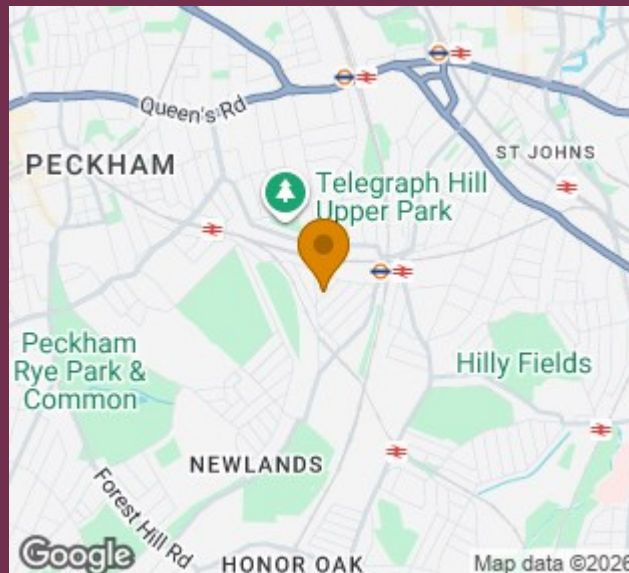 Queen's Rd
PECKHAM
ST JOHNS
Telegraph Hill
Upper Park
Peckham
Rye Park &
Common
Hilly Fields
NEWLANDS
Forest Hill Rd
HONOR OAK
Google
Map data ©2026